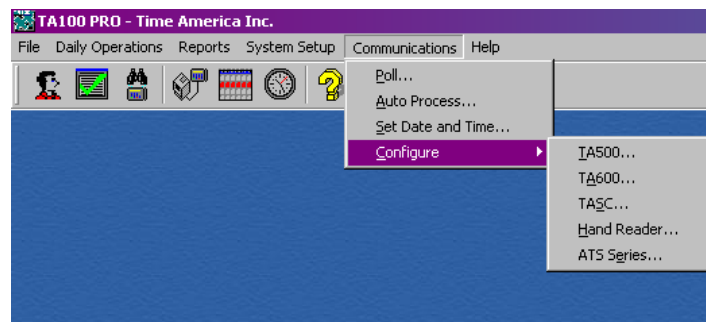 TA100 PRO - Time America Inc.
File Daily Operations Reports System Setup Communications Help
Poll...
Auto Process...
Set Date and Time...
Configure
TA500...
TA600...
TASC...
Hand Reader...
ATS Series...